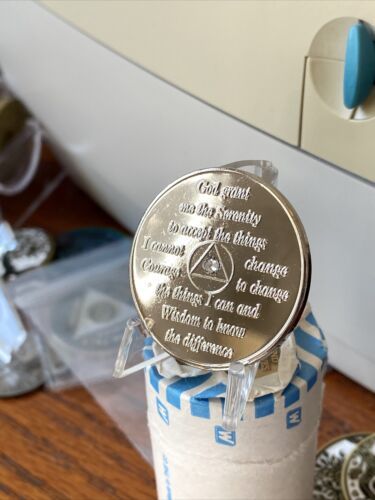 God grant
me the Serenity
to accept the things
I cannot change
Courage to change
the things I can and
Wisdom to know
the difference
W
W